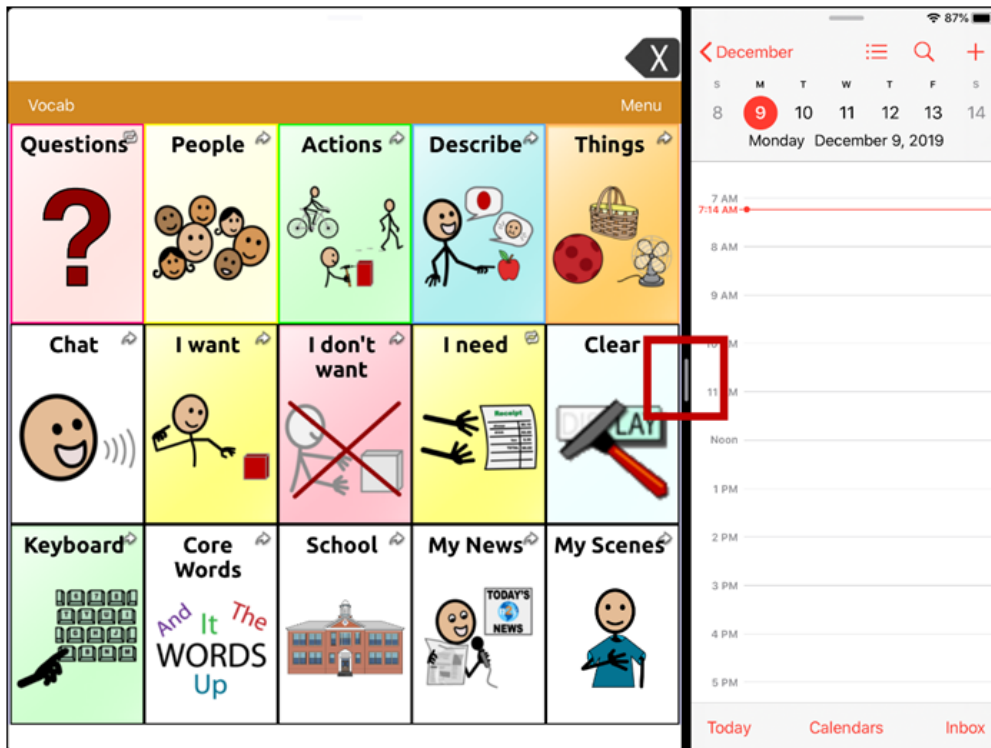 87%
X
Vocab
Menu
Questions
People
Actions
Describe
Things
Chat
I want
I don't
want
I need
Receipt
TOTAL
Clear
DISPLAY
Keyboard
Core
Words
And It The
WORDS
Up
School
My News
TODAY'S
NEWS
My Scenes
December
S M T W T F S
8 9 10 11 12 13 14
Monday December 9, 2019
7 AM
7:14 AM
8 AM
9 AM
Noon
1 PM
2 PM
3 PM
4 PM
5 PM
Today
Calendars
Inbox